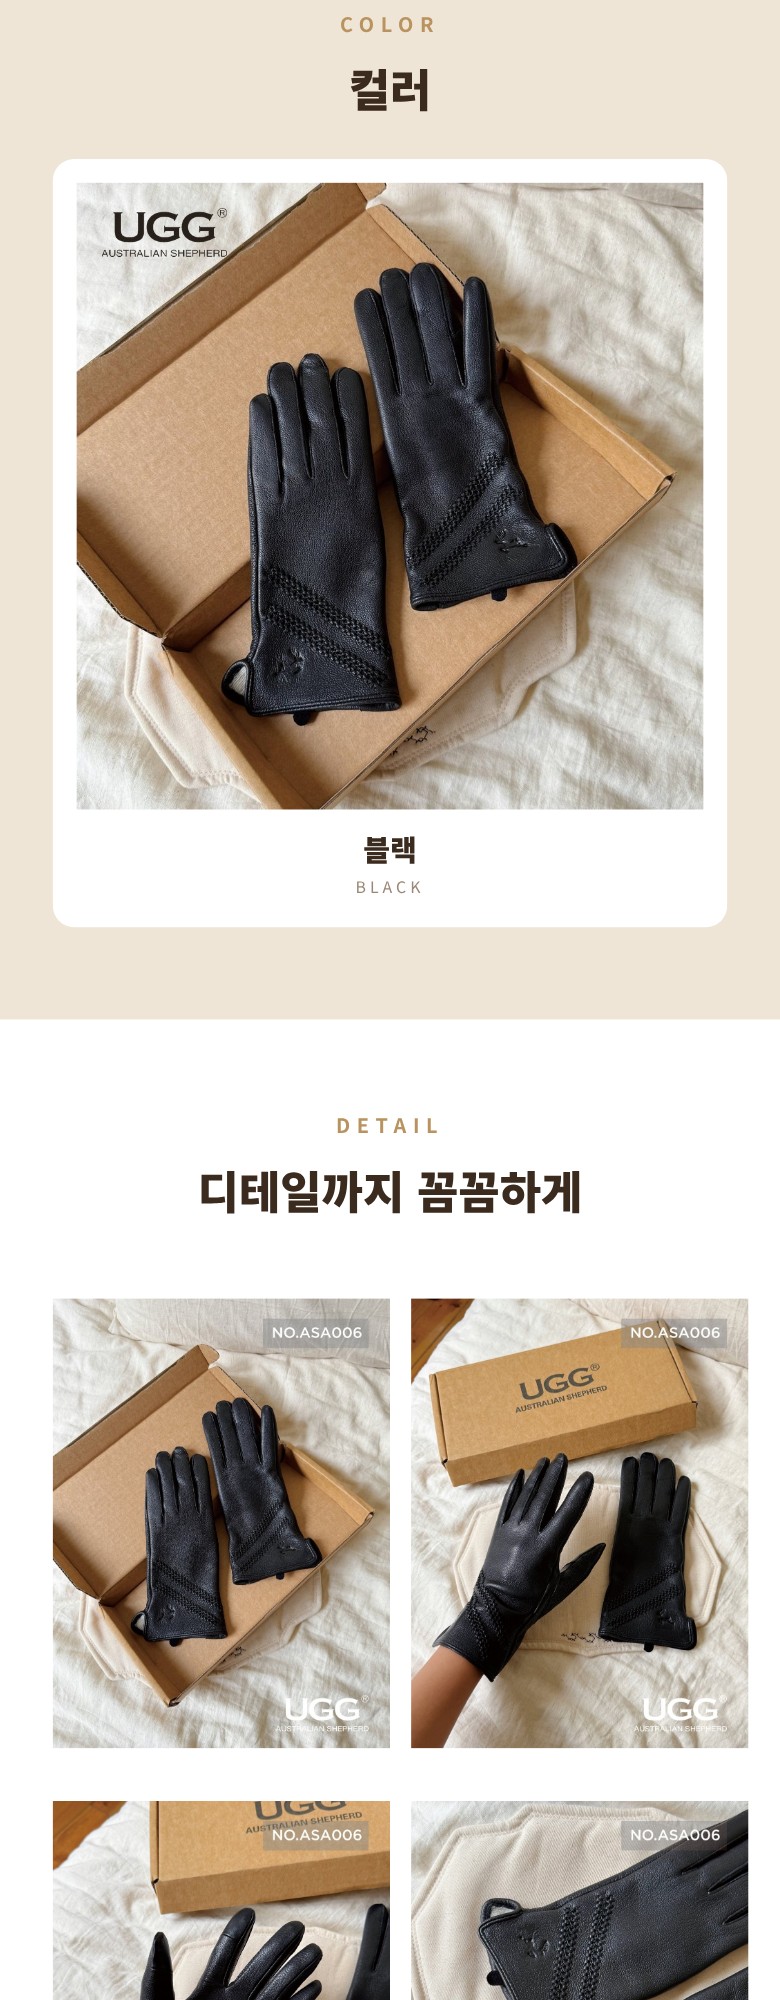 COLOR
컬러
UGG®
AUSTRALIAN SHEPHERD
블랙
BLACK
DETAIL
디테일까지 꼼꼼하게
NO.ASA006
UGG®
AUSTRALIAN SHEPHERD
NO.ASA006
UGG®
AUSTRALIAN SHEPHERD
UGG®
AUSTRALIAN SHEPHERD
UGG
AUSTRALIAN SHEPHERD
NO.ASA006
NO.ASA006